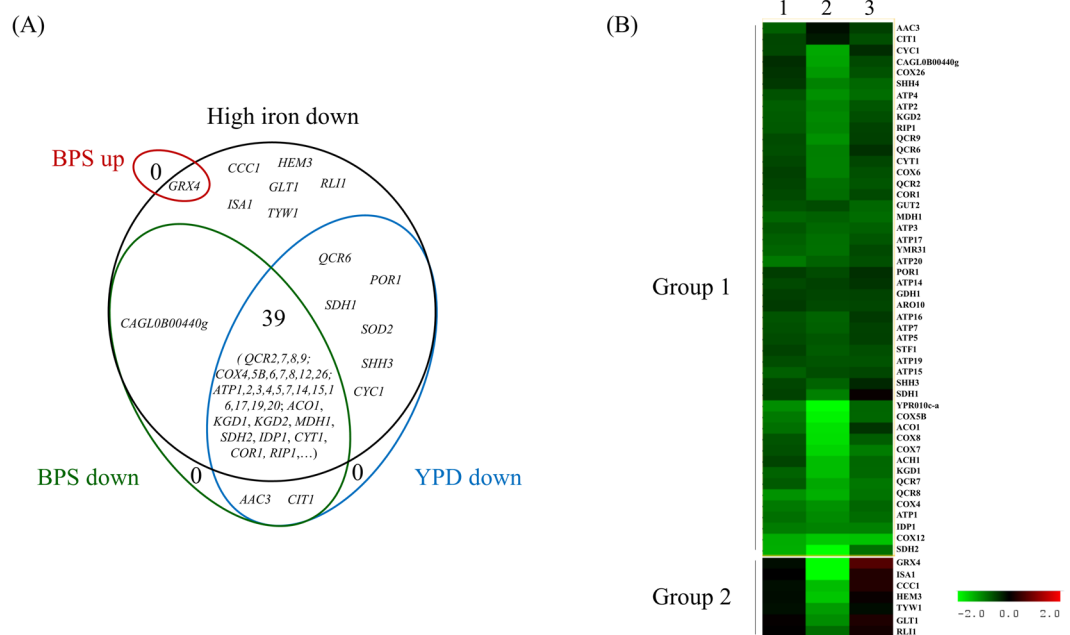 (A)
High iron down
BPS up
0
GRX4
CCC1
HEM3
GLT1
RLI1
ISA1
TYW1
QCR6
POR1
SDH1
CAGL0B00440g
39
SOD2
SHH3
CYC1
( QCR2,7,8,9;
COX4,5B,6,7,8,12,26;
ATP1,2,3,4,5,7,14,15,1
6,17,19,20; ACO1,
KGD1, KGD2, MDH1,
SDH2, IDP1, CYT1,
COR1, RIP1,…)
BPS down
0
0
YPD down
AAC3 CIT1
(B)
1 2 3
AAC3
CIT1
CYC1
CAGL0B00440g
COX26
SHH4
ATP4
ATP2
KGD2
RIP1
QCR9
QCR6
CYT1
COX6
QCR2
COR1
GUT2
MDH1
ATP3
ATP17
YMR31
ATP20
POR1
ATP14
GDH1
ARO10
ATP16
ATP7
ATP5
STF1
ATP19
ATP15
SHH3
SDH1
YPR010c-a
COX5B
ACO1
COX8
COX7
ACH1
KGD1
QCR7
QCR8
COX4
ATP1
IDP1
COX12
SDH2
Group 1
GRX4
ISA1
CCC1
HEM3
TYW1
GLT1
RLI1
Group 2
-2.0 0.0 2.0